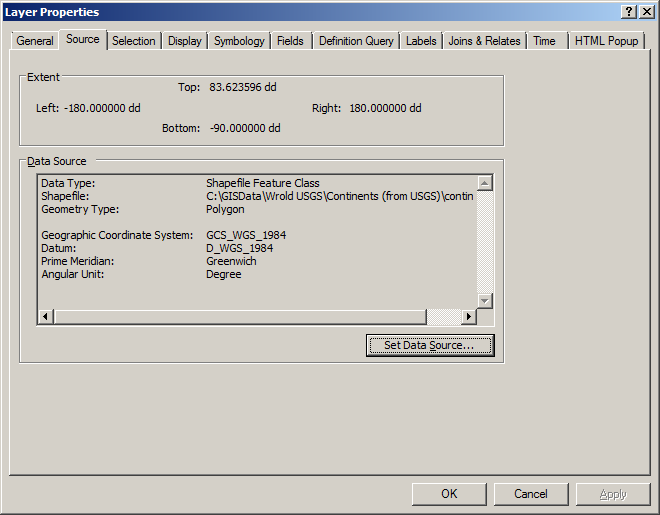 Layer Properties
General Source Selection Display Symbology Fields Definition Query Labels Joins & Relates Time HTML Popup
Extent
Top: 83.623596 dd
Left: -180.000000 dd Right: 180.000000 dd
Bottom: -90.000000 dd
Data Source
Data Type: Shapefile Feature Class
Shapefile: C:\GISData\Wrold USGS\Continents (from USGS)\contin
Geometry Type: Polygon
Geographic Coordinate System: GCS_WGS_1984
Datum: D_WGS_1984
Prime Meridian: Greenwich
Angular Unit: Degree
Set Data Source...
OK Cancel Apply